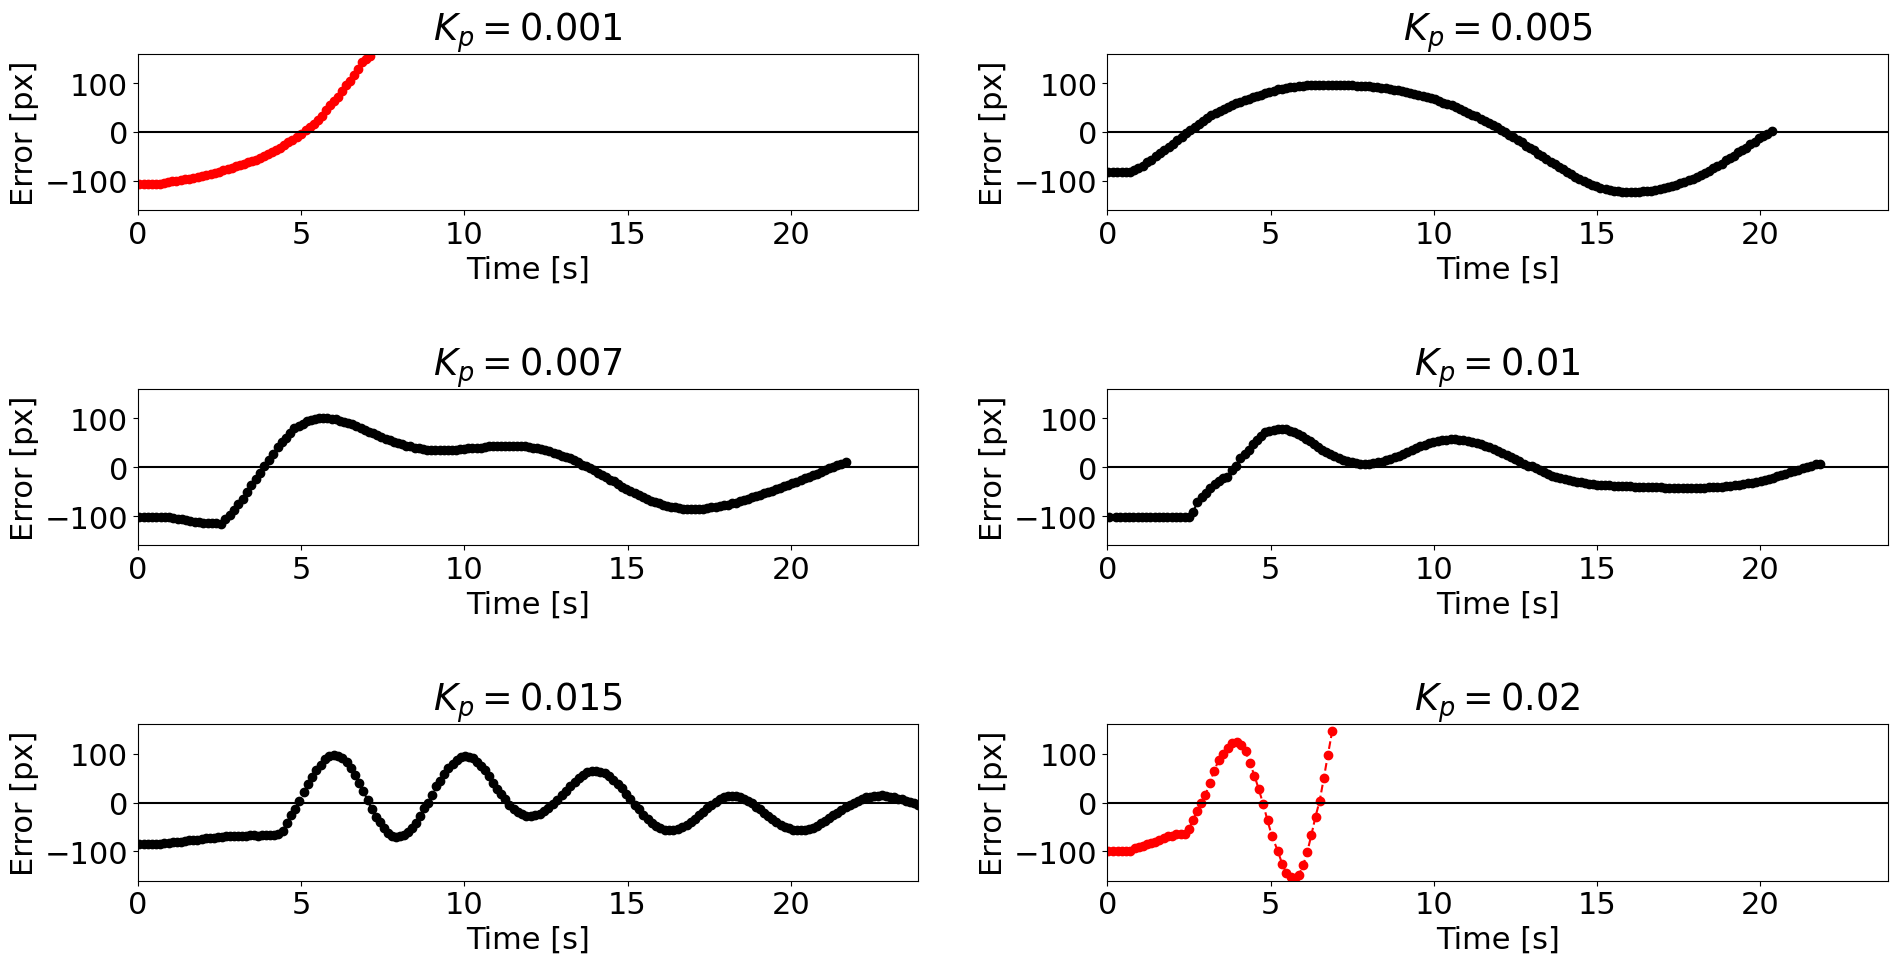 K_p = 0.001
Error [px]
100
0
−100
0 5 10 15 20
Time [s]
K_p = 0.005
Error [px]
100
0
−100
0 5 10 15 20
Time [s]
K_p = 0.007
Error [px]
100
0
−100
0 5 10 15 20
Time [s]
K_p = 0.01
Error [px]
100
0
−100
0 5 10 15 20
Time [s]
K_p = 0.015
Error [px]
100
0
−100
0 5 10 15 20
Time [s]
K_p = 0.02
Error [px]
100
0
−100
0 5 10 15 20
Time [s]